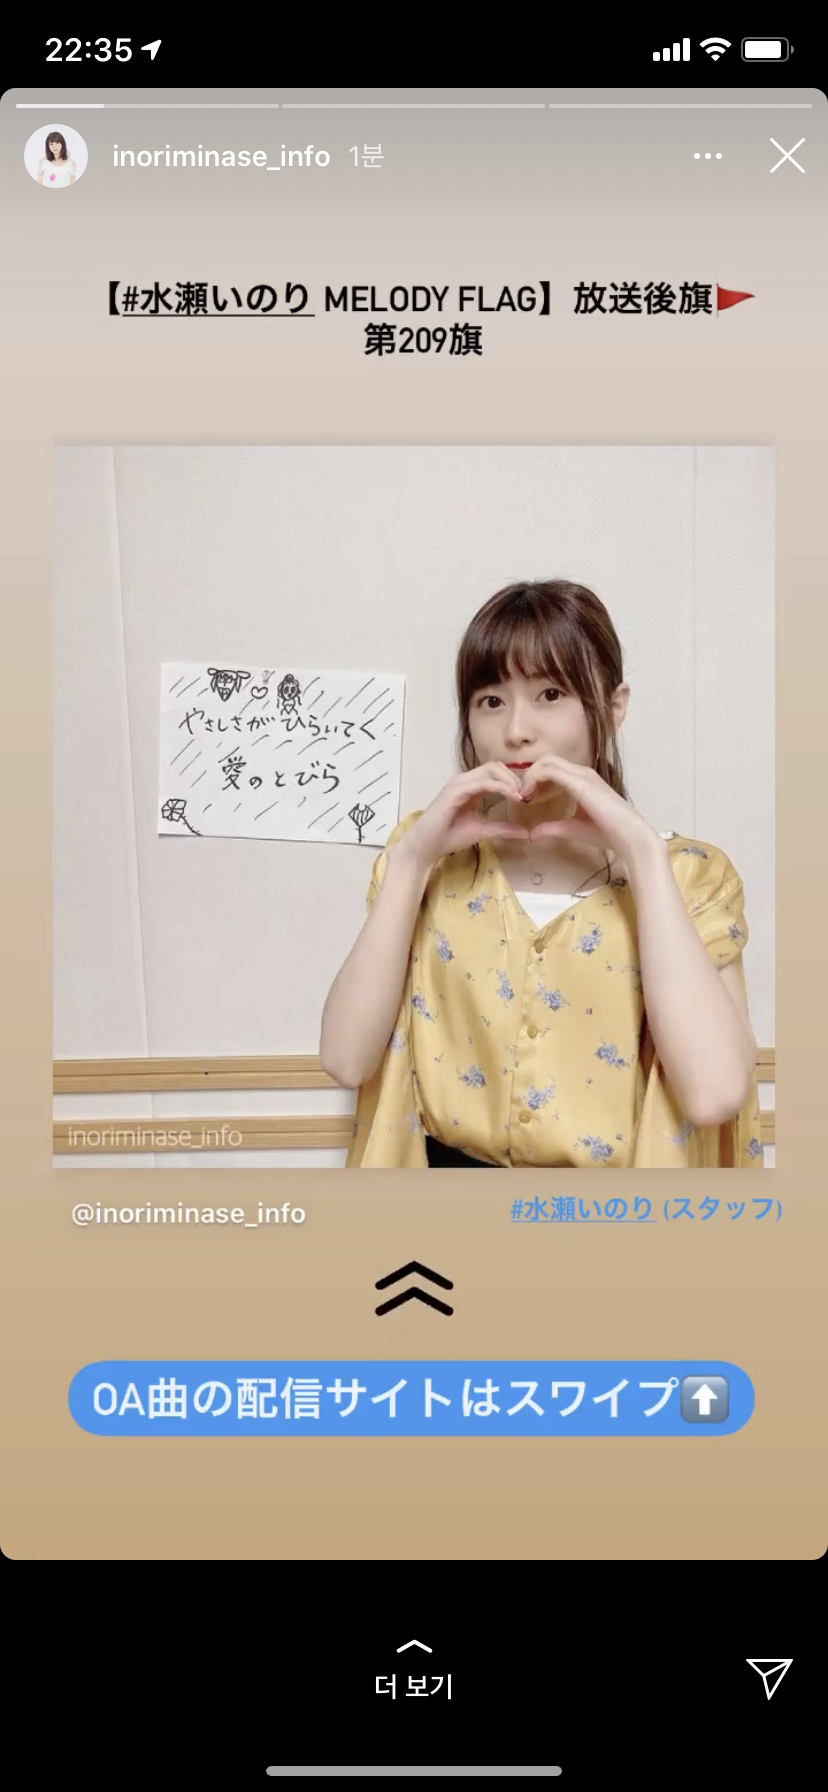 22:35
inoriminase_info 1분
【#水瀬いのり MELODY FLAG】放送後旗🚩
第209旗
やさしさがひらいてく
愛のとびら
inoriminase_info
@inoriminase_info
#水瀬いのり (スタッフ)
OA曲の配信サイトはスワイプ⬆️
더 보기